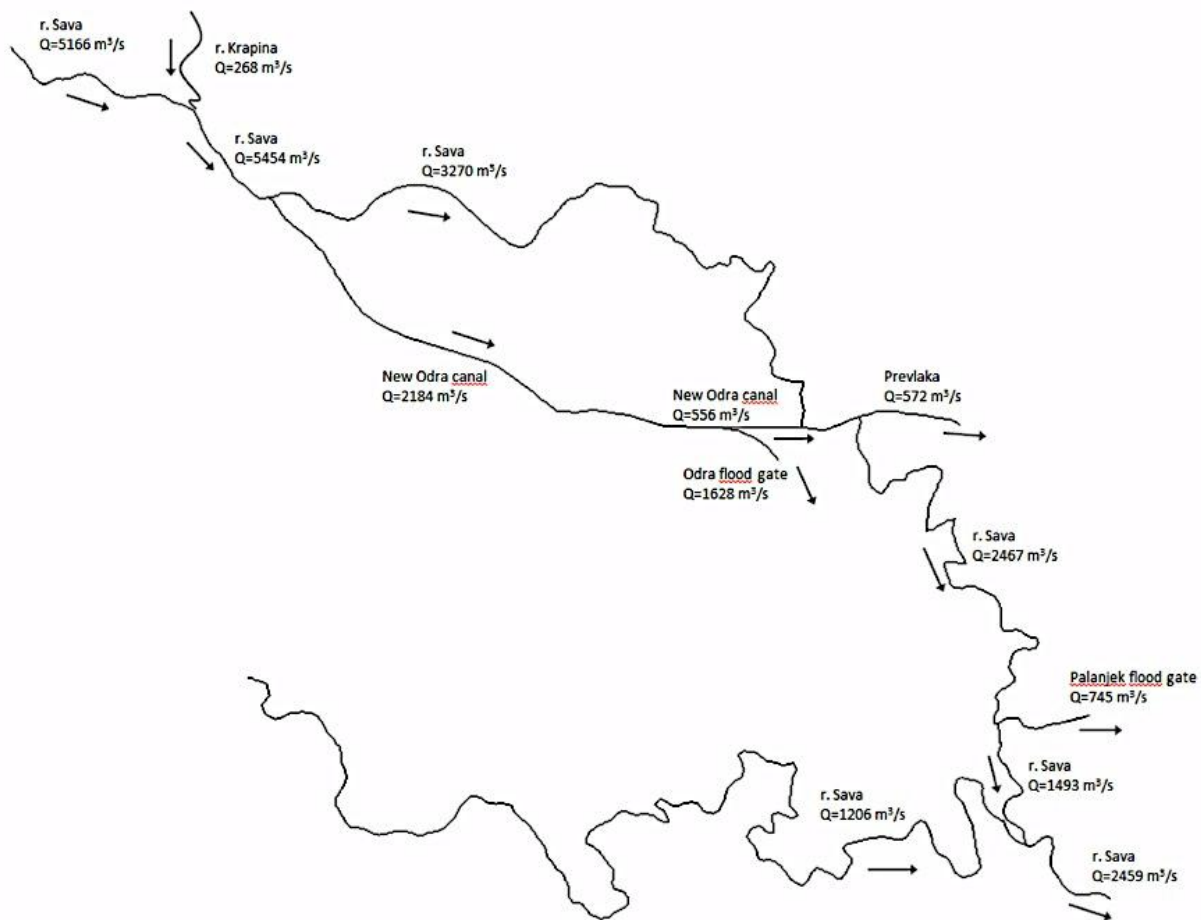 r. Sava
Q=5166 m³/s
r. Krapina
Q=268 m³/s
r. Sava
Q=5454 m³/s
r. Sava
Q=3270 m³/s
New Odra canal
Q=2184 m³/s
New Odra canal
Q=556 m³/s
Prevlaka
Q=572 m³/s
Odra flood gate
Q=1628 m³/s
r. Sava
Q=2467 m³/s
Palanjek flood gate
Q=745 m³/s
r. Sava
Q=1493 m³/s
r. Sava
Q=1206 m³/s
r. Sava
Q=2459 m³/s